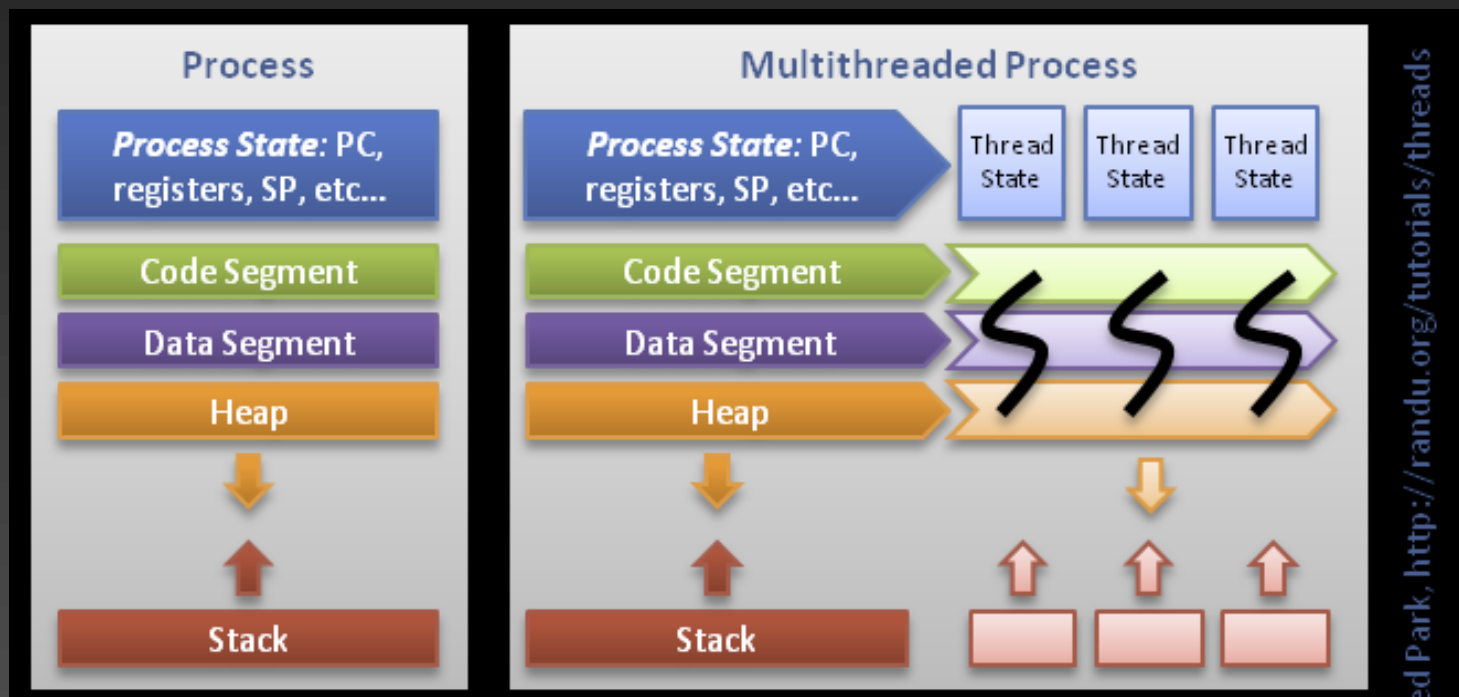 Process
Process State: PC,
registers, SP, etc...
Code Segment
Data Segment
Heap
Stack
Multithreaded Process
Process State: PC,
registers, SP, etc...
Thread
State
Thread
State
Thread
State
Code Segment
Data Segment
Heap
Stack
Park, http://randu.org/tutorials/threads